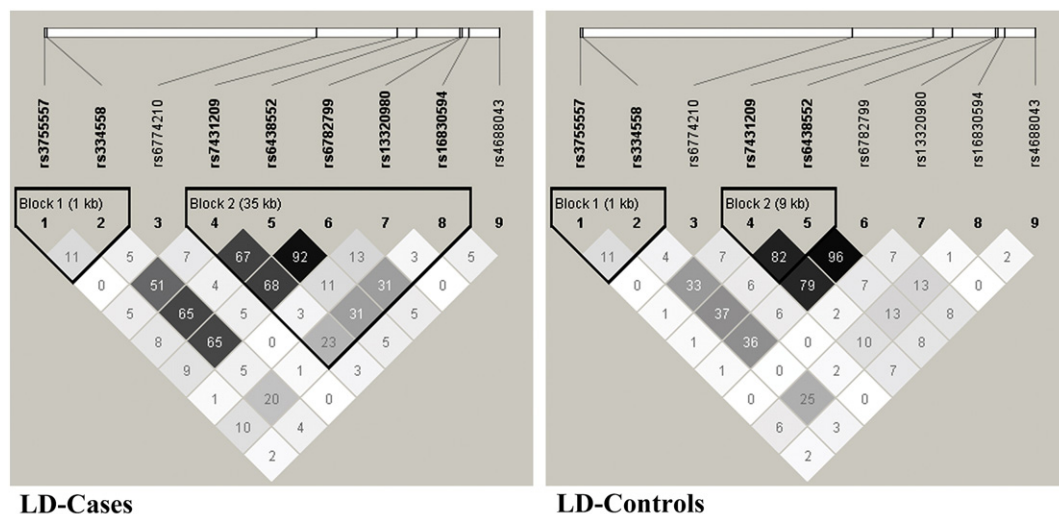 rs3755557
rs334558
rs6774210
rs7431209
rs6438552
rs6782799
rs13320980
rs16830594
rs4688043
Block 1 (1 kb)
Block 2 (35 kb)
1 2 3 4 5 6 7 8 9
11 5 7 67 92 13 3 5
0 51 4 68 11 31 0
5 65 5 3 31 5
8 65 0 23 5
9 5 1 3
1 20 0
10 4
2
LD-Cases
rs3755557
rs334558
rs6774210
rs7431209
rs6438552
rs6782799
rs13320980
rs16830594
rs4688043
Block 1 (1 kb)
Block 2 (9 kb)
1 2 3 4 5 6 7 8 9
11 4 7 82 96 7 1 2
0 33 6 79 7 13 0
1 37 6 2 13 8
1 36 0 10 8
1 0 0 7
0 25 0
6 3
2
LD-Controls